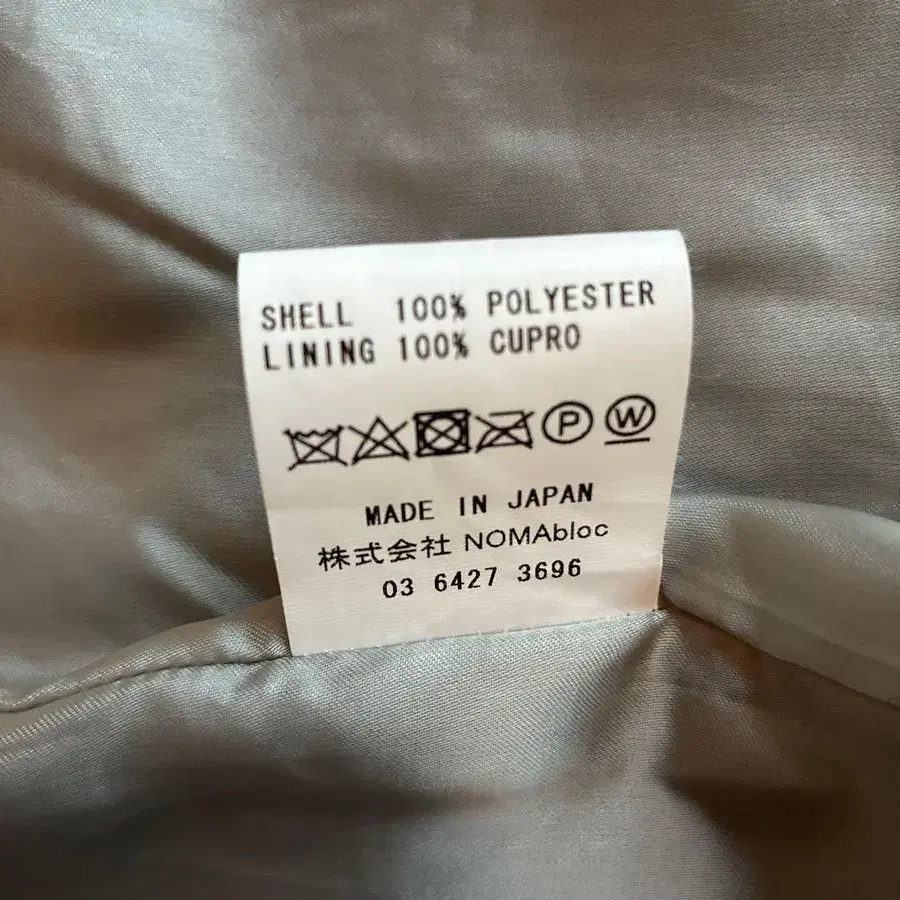 SHELL 100% POLYESTER
LINING 100% CUPRO
P W
MADE IN JAPAN
株式会社 NOMAbloc
03 6427 3696